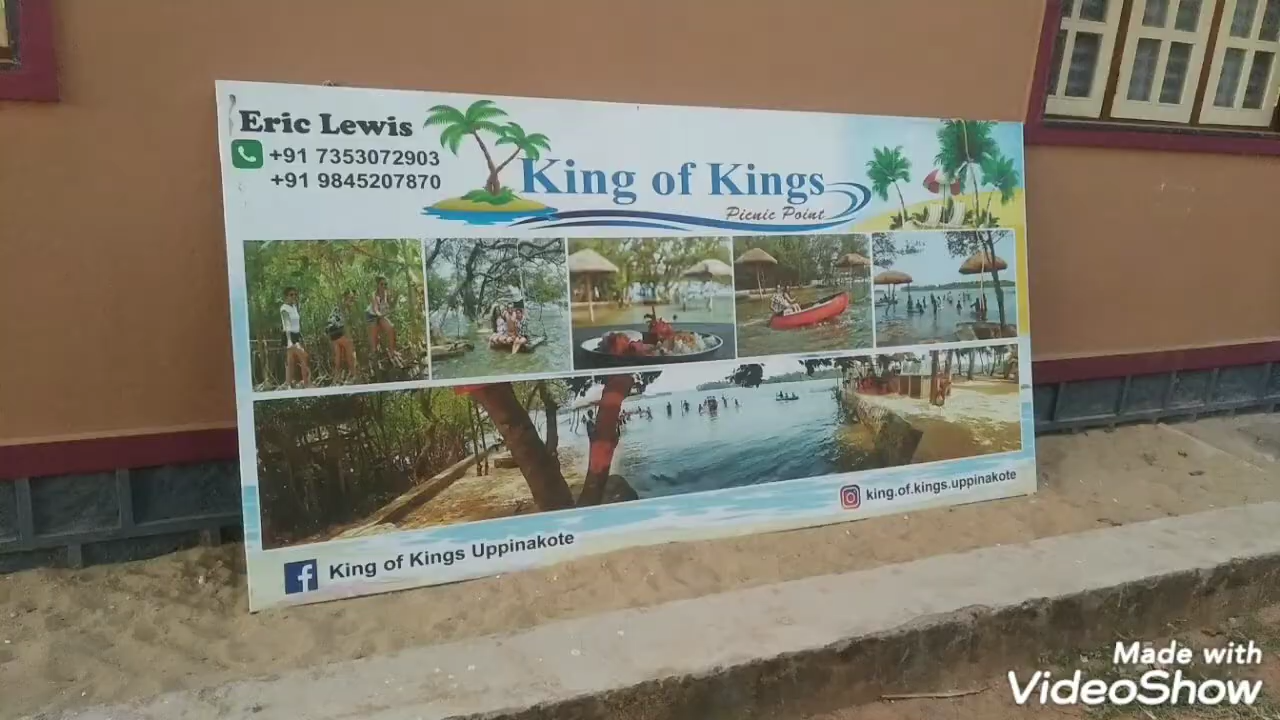 Eric Lewis
+91 7353072903
+91 9845207870
King of Kings
Picnic Point
King of Kings Uppinakote
king.of.kings.uppinakote
Made with
VideoShow